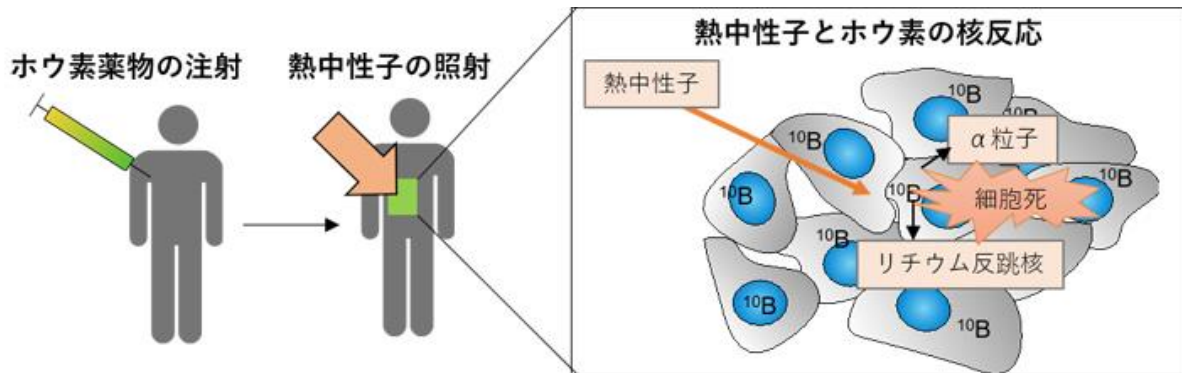 ホウ素薬物の注射
熱中性子の照射
熱中性子とホウ素の核反応
熱中性子
¹⁰B
¹⁰B
¹⁰B
α粒子
¹⁰B
¹⁰B
¹⁰B
細胞死
¹⁰B
リチウム反跳核
¹⁰B
¹⁰B